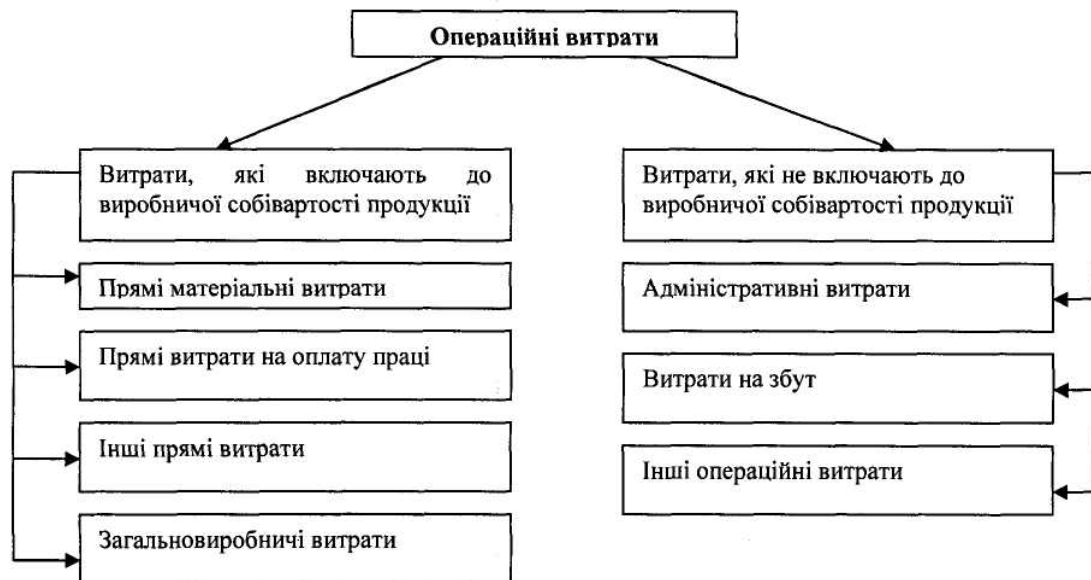 Операційні витрати
Витрати, які включають до
виробничої собівартості продукції
Прямі матеріальні витрати
Прямі витрати на оплату праці
Інші прямі витрати
Загальновиробничі витрати
Витрати, які не включають до
виробничої собівартості продукції
Адміністративні витрати
Витрати на збут
Інші операційні витрати